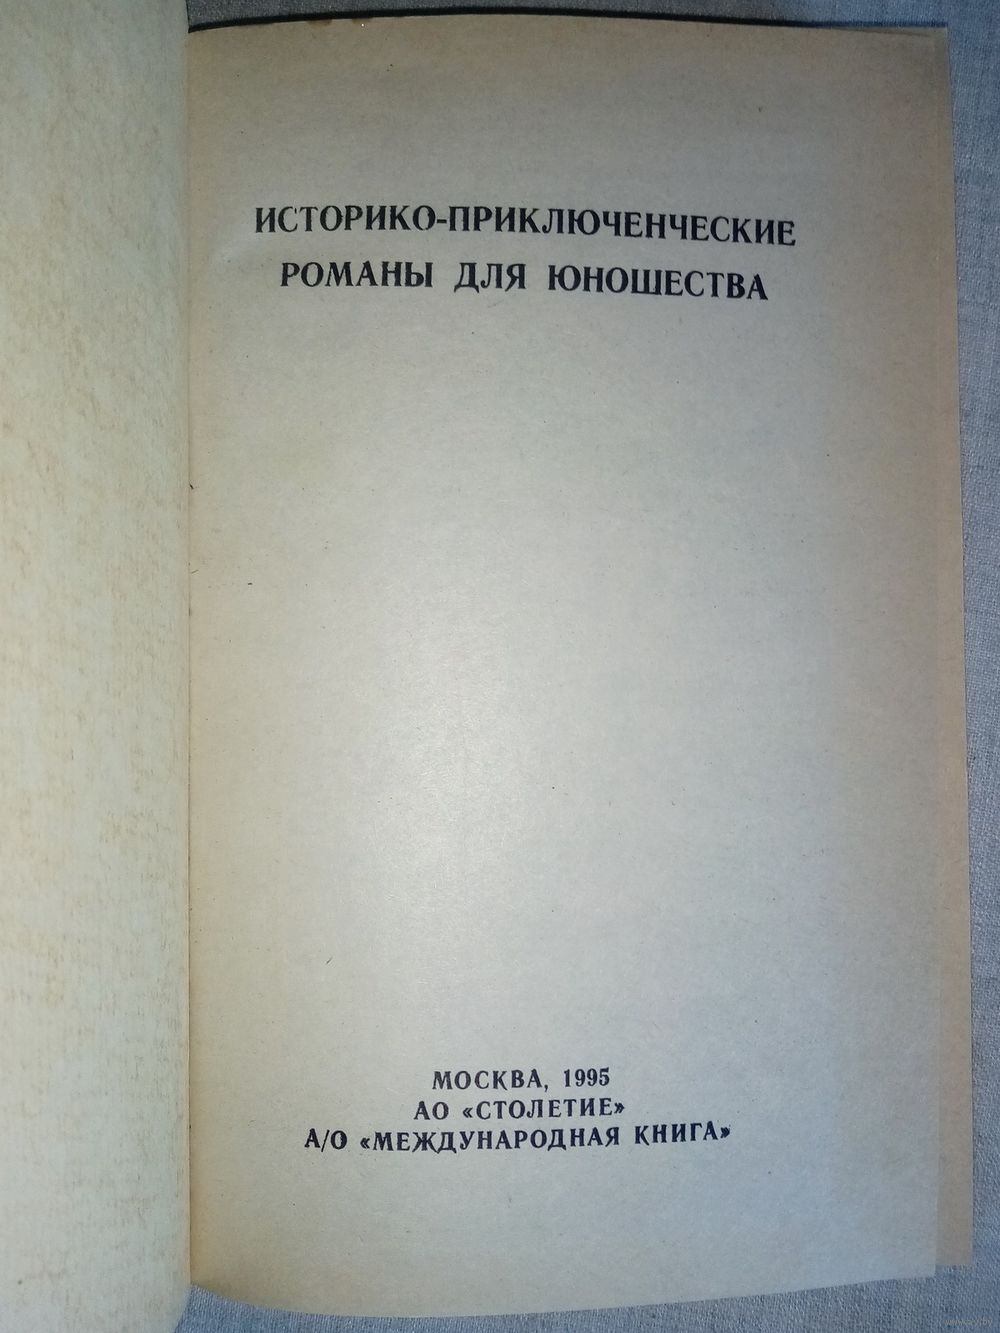 ИСТОРИКО-ПРИКЛЮЧЕНЧЕСКИЕ
РОМАНЫ ДЛЯ ЮНОШЕСТВА
МОСКВА, 1995
АО «СТОЛЕТИЕ»
А/О «МЕЖДУНАРОДНАЯ КНИГА»